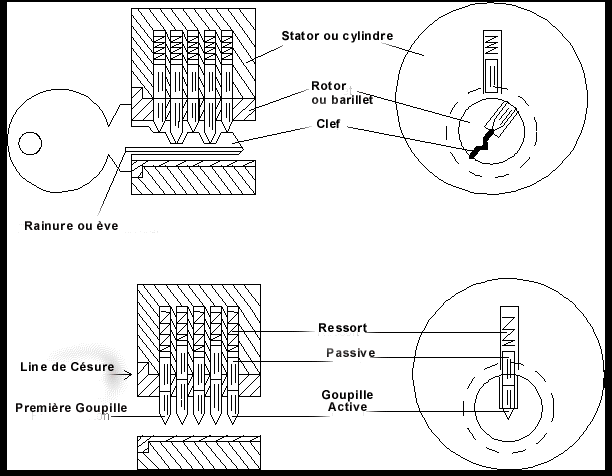 Stator ou cylindre
Rotor
ou barillet
Clef
Rainure ou ève
Ressort
Passive
Line de Césure
Goupille
Active
Première Goupille